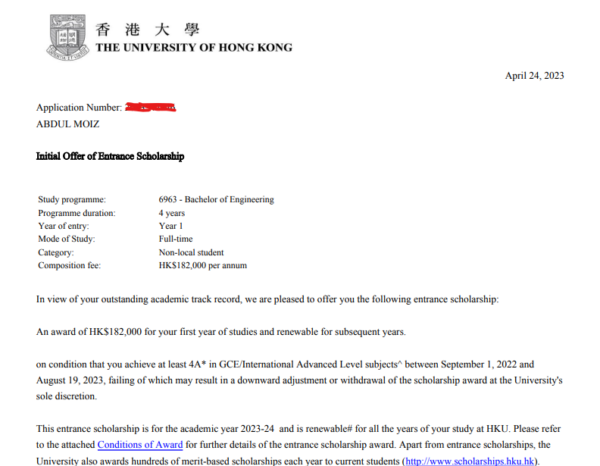 香 港 大 學
THE UNIVERSITY OF HONG KONG
April 24, 2023
Application Number:
ABDUL MOIZ
Initial Offer of Entrance Scholarship
Study programme: 6963 - Bachelor of Engineering
Programme duration: 4 years
Year of entry: Year 1
Mode of Study: Full-time
Category: Non-local student
Composition fee: HK$182,000 per annum
In view of your outstanding academic track record, we are pleased to offer you the following entrance scholarship:
An award of HK$182,000 for your first year of studies and renewable for subsequent years.
on condition that you achieve at least 4A* in GCE/International Advanced Level subjects^ between September 1, 2022 and
August 19, 2023, failing of which may result in a downward adjustment or withdrawal of the scholarship award at the University's
sole discretion.
This entrance scholarship is for the academic year 2023-24 and is renewable# for all the years of your study at HKU. Please refer
to the attached Conditions of Award for further details of the entrance scholarship award. Apart from entrance scholarships, the
University also awards hundreds of merit-based scholarships each year to current students (http://www.scholarships.hku.hk).